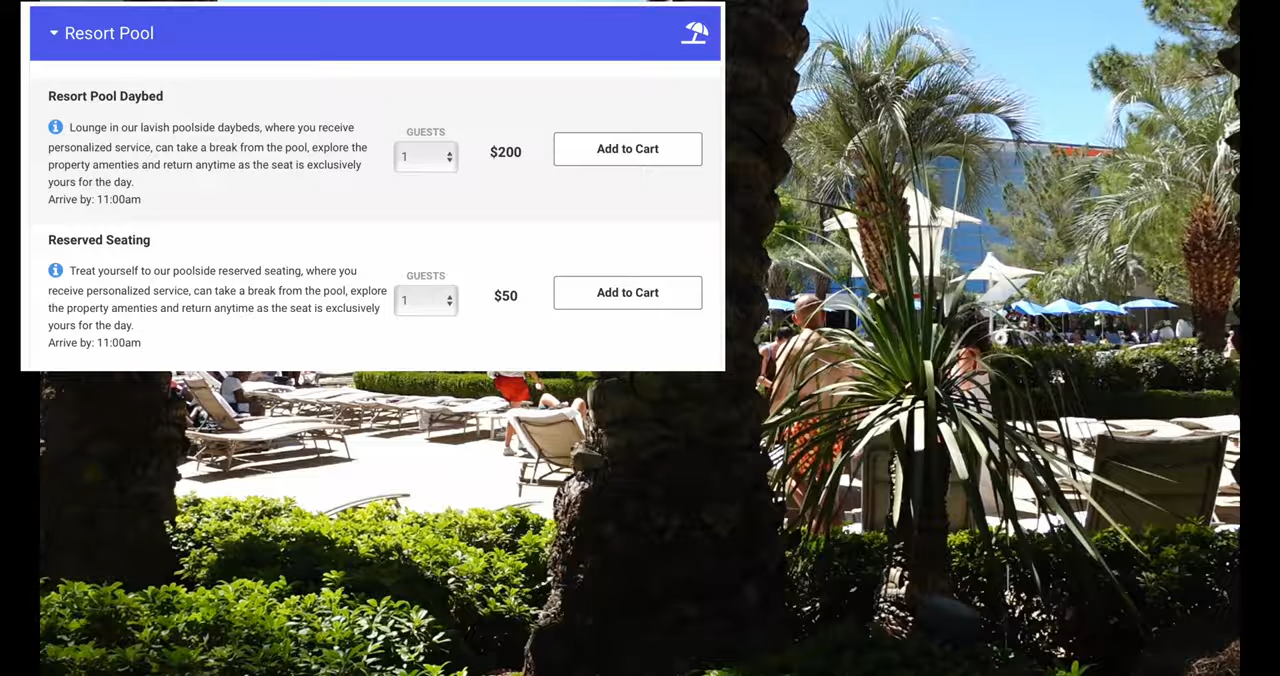 Resort Pool
Resort Pool Daybed
Lounge in our lavish poolside daybeds, where you receive
personalized service, can take a break from the pool, explore the
property amenties and return anytime as the seat is exclusively
yours for the day.
Arrive by: 11:00am
GUESTS
1
$200
Add to Cart
Reserved Seating
Treat yourself to our poolside reserved seating, where you
receive personalized service, can take a break from the pool, explore
the property amenties and return anytime as the seat is exclusively
yours for the day.
Arrive by: 11:00am
GUESTS
1
$50
Add to Cart